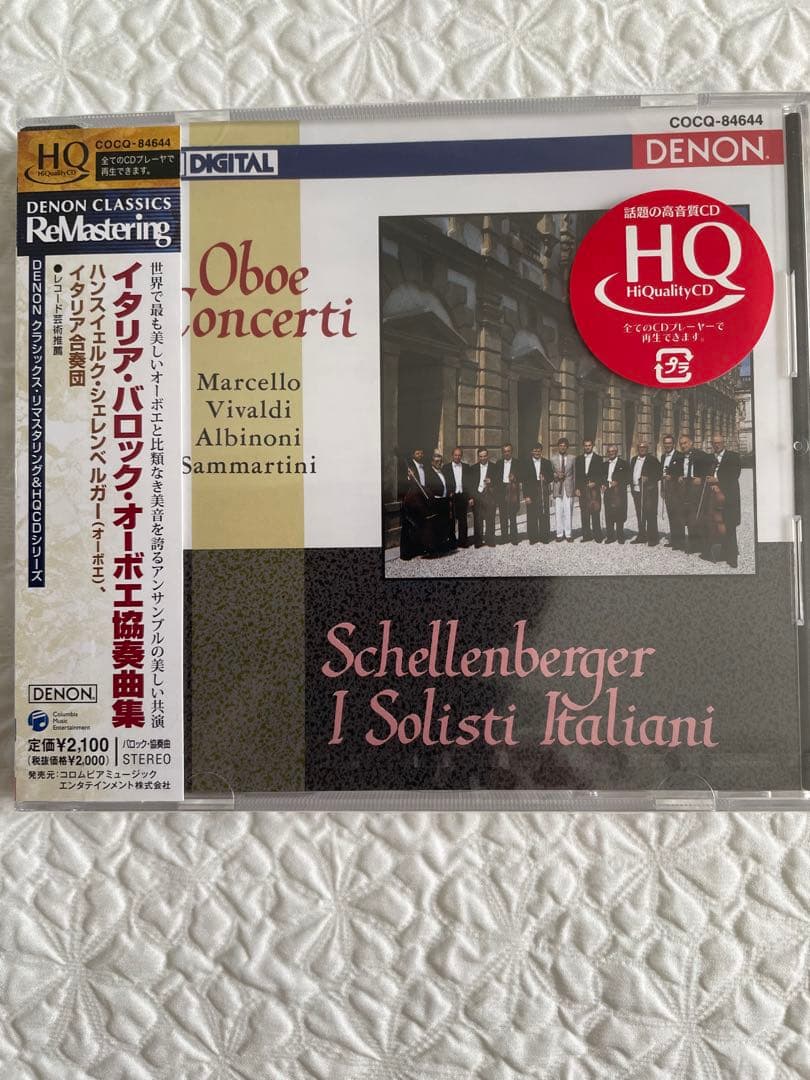 HQ
HiQualityCD
COCQ-84644
全てのCDプレーヤで
再生できます。
DENON CLASSICS
ReMastering
世界で最も美しいオーボエと比類なき美音を誇るアンサンブルの美しい共演
イタリア・バロック・オーボエ協奏曲集
ハンスイェルク・シェレンベルガー(オーボエ)、
イタリア合奏団
●レコード芸術推薦
DENON クラシックス・リマスタリング&HQCDシリーズ
DENON
Columbia
Music
Entertainment
定価¥2,100
(税抜価格¥2,000)
バロック・協奏曲
STEREO
発売元:コロムビアミュージック
エンタテインメント株式会社
COCQ-84644
DIGITAL
DENON
Oboe
Concerti
Marcello
Vivaldi
Albinoni
Sammartini
話題の高音質CD
HQ
HiQualityCD
全てのCDプレーヤーで
再生できます。
プラ
Schellenberger
I Solisti Italiani